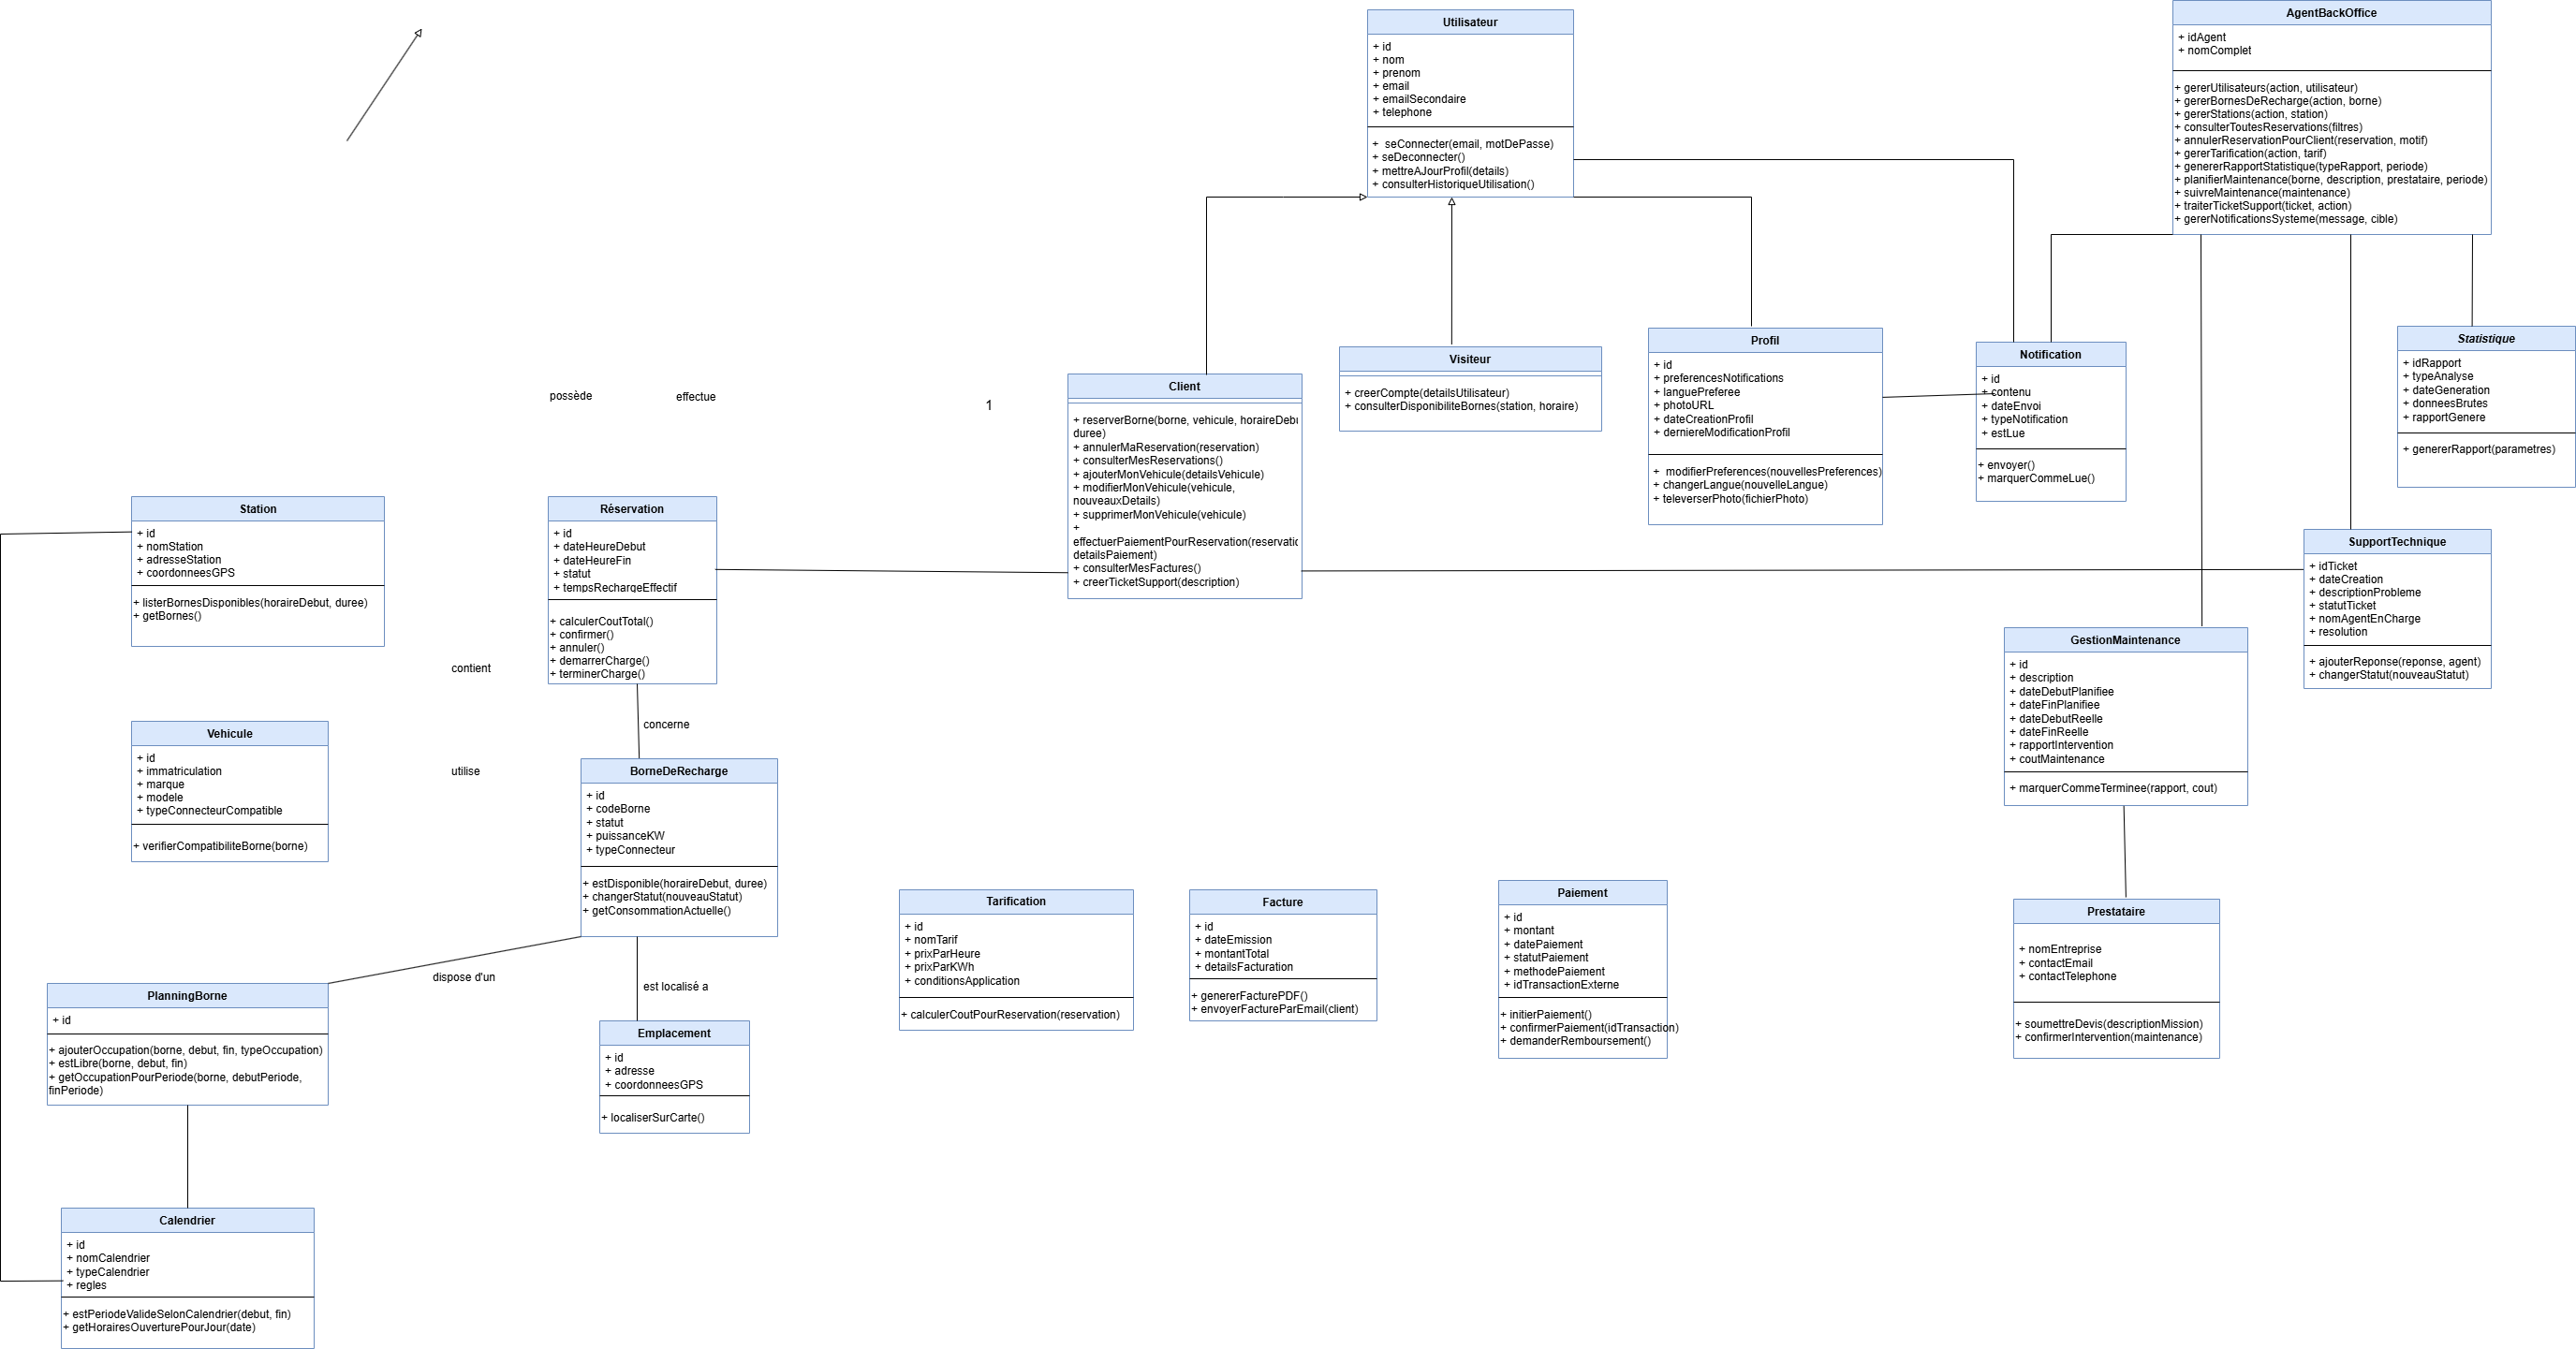 Utilisateur
+ id
+ nom
+ prenom
+ email
+ emailSecondaire
+ telephone
+  seConnecter(email, motDePasse)
+ seDeconnecter()
+ mettreAJourProfil(details)
+ consulterHistoriqueUtilisation()
AgentBackOffice
+ idAgent
+ nomComplet
+ gererUtilisateurs(action, utilisateur)
+ gererBornesDeRecharge(action, borne)
+ gererStations(action, station)
+ consulterToutesReservations(filtres)
+ annulerReservationPourClient(reservation, motif)
+ gererTarification(action, tarif)
+ genererRapportStatistique(typeRapport, periode)
+ planifierMaintenance(borne, description, prestataire, periode)
+ suivreMaintenance(maintenance)
+ traiterTicketSupport(ticket, action)
+ gererNotificationsSysteme(message, cible)
possède
effectue
1
Client
+ reserverBorne(borne, vehicule, horaireDebu
duree)
+ annulerMaReservation(reservation)
+ consulterMesReservations()
+ ajouterMonVehicule(detailsVehicule)
+ modifierMonVehicule(vehicule,
nouveauxDetails)
+ supprimerMonVehicule(vehicule)
+
effectuerPaiementPourReservation(reservatio
detailsPaiement)
+ consulterMesFactures()
+ creerTicketSupport(description)
Visiteur
+ creerCompte(detailsUtilisateur)
+ consulterDisponibiliteBornes(station, horaire)
Profil
+ id
+ preferencesNotifications
+ languePreferee
+ photoURL
+ dateCreationProfil
+ derniereModificationProfil
+  modifierPreferences(nouvellesPreferences)
+ changerLangue(nouvelleLangue)
+ televerserPhoto(fichierPhoto)
Notification
+ id
+ contenu
+ dateEnvoi
+ typeNotification
+ estLue
+ envoyer()
+ marquerCommeLue()
Statistique
+ idRapport
+ typeAnalyse
+ dateGeneration
+ donneesBrutes
+ rapportGenere
+ genererRapport(parametres)
Station
+ id
+ nomStation
+ adresseStation
+ coordonneesGPS
+ listerBornesDisponibles(horaireDebut, duree)
+ getBornes()
Réservation
+ id
+ dateHeureDebut
+ dateHeureFin
+ statut
+ tempsRechargeEffectif
+ calculerCoutTotal()
+ confirmer()
+ annuler()
+ demarrerCharge()
+ terminerCharge()
SupportTechnique
+ idTicket
+ dateCreation
+ descriptionProbleme
+ statutTicket
+ nomAgentEnCharge
+ resolution
+ ajouterReponse(reponse, agent)
+ changerStatut(nouveauStatut)
contient
concerne
utilise
GestionMaintenance
+ id
+ description
+ dateDebutPlanifiee
+ dateFinPlanifiee
+ dateDebutReelle
+ dateFinReelle
+ rapportIntervention
+ coutMaintenance
+ marquerCommeTerminee(rapport, cout)
Vehicule
+ id
+ immatriculation
+ marque
+ modele
+ typeConnecteurCompatible
+ verifierCompatibiliteBorne(borne)
BorneDeRecharge
+ id
+ codeBorne
+ statut
+ puissanceKW
+ typeConnecteur
+ estDisponible(horaireDebut, duree)
+ changerStatut(nouveauStatut)
+ getConsommationActuelle()
Tarification
+ id
+ nomTarif
+ prixParHeure
+ prixParKWh
+ conditionsApplication
+ calculerCoutPourReservation(reservation)
Facture
+ id
+ dateEmission
+ montantTotal
+ detailsFacturation
+ genererFacturePDF()
+ envoyerFactureParEmail(client)
Paiement
+ id
+ montant
+ datePaiement
+ statutPaiement
+ methodePaiement
+ idTransactionExterne
+ initierPaiement()
+ confirmerPaiement(idTransaction)
+ demanderRemboursement()
Prestataire
+ nomEntreprise
+ contactEmail
+ contactTelephone
+ soumettreDevis(descriptionMission)
+ confirmerIntervention(maintenance)
dispose d'un
est localisé a
PlanningBorne
+ id
+ ajouterOccupation(borne, debut, fin, typeOccupation)
+ estLibre(borne, debut, fin)
+ getOccupationPourPeriode(borne, debutPeriode,
finPeriode)
Emplacement
+ id
+ adresse
+ coordonneesGPS
+ localiserSurCarte()
Calendrier
+ id
+ nomCalendrier
+ typeCalendrier
+ regles
+ estPeriodeValideSelonCalendrier(debut, fin)
+ getHorairesOuverturePourJour(date)